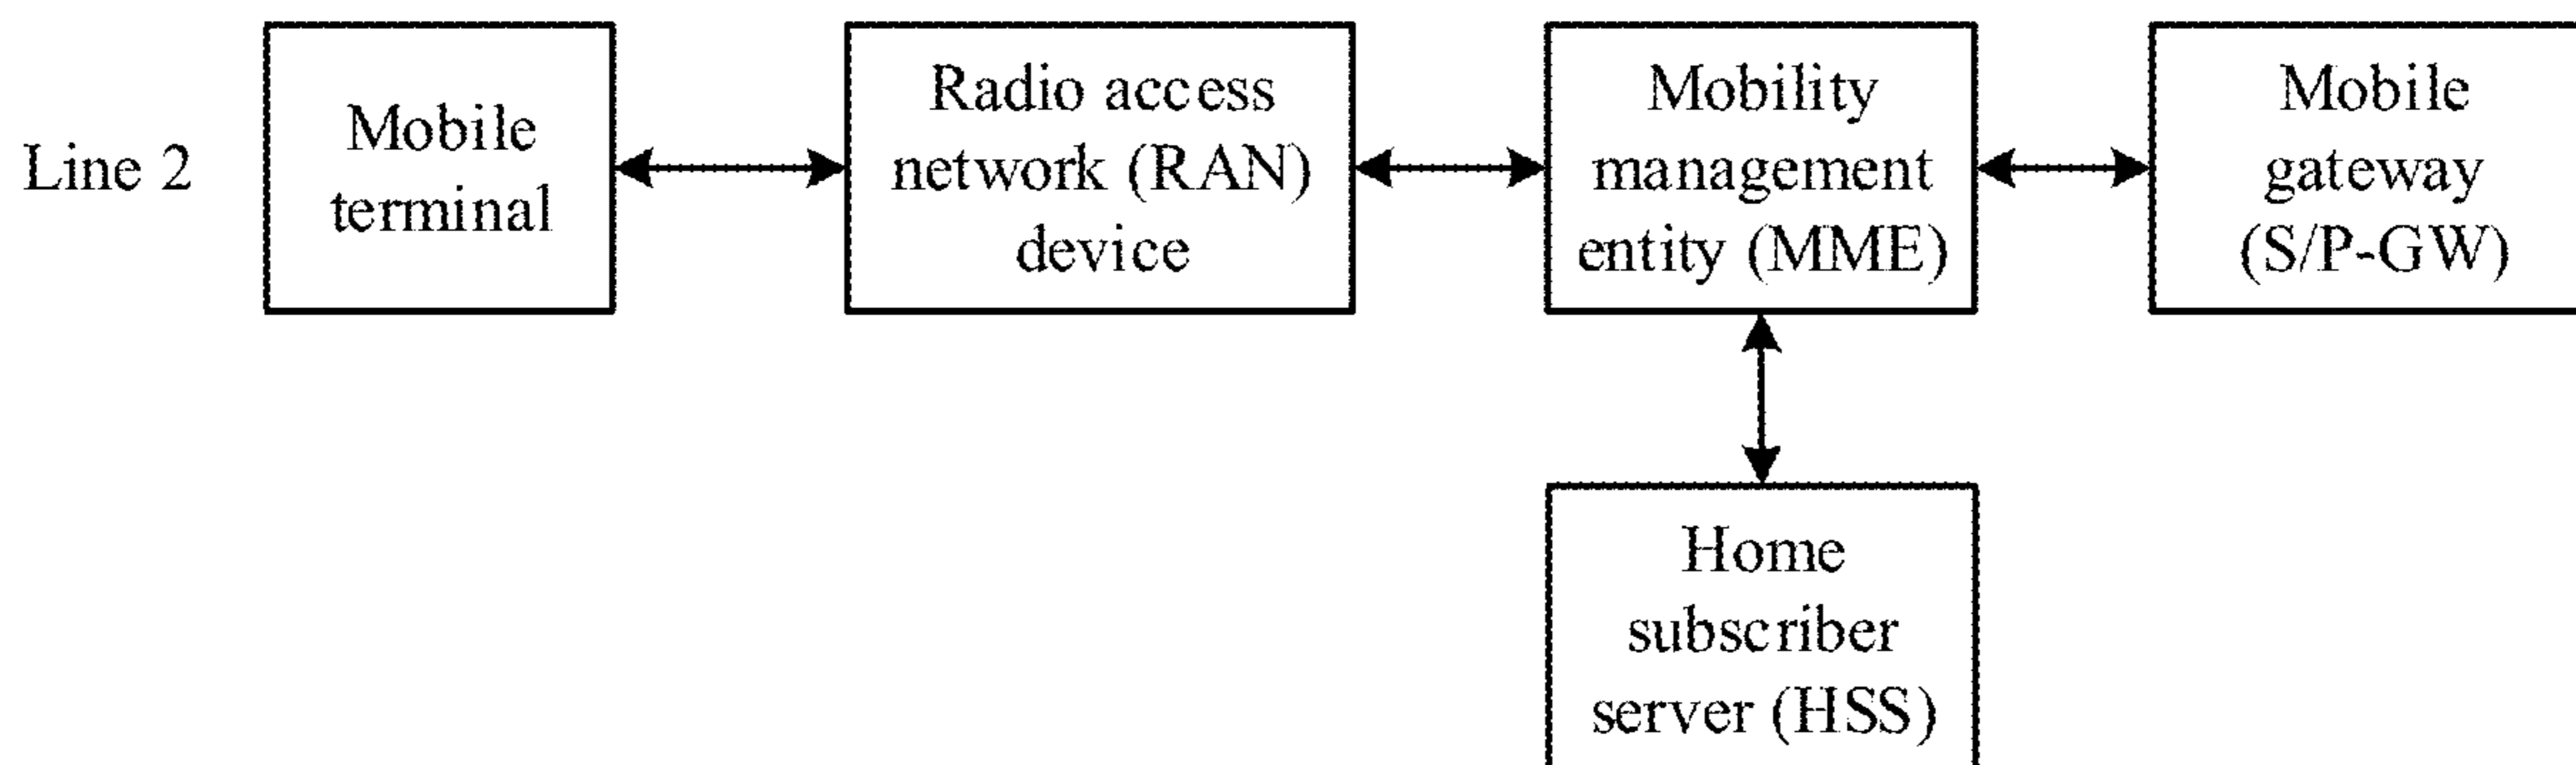 Line 2
Mobile
terminal
Radio access
network (RAN)
device
Mobility
management
entity (MME)
Mobile
gateway
(S/P-GW)
Home
subscriber
server (HSS)